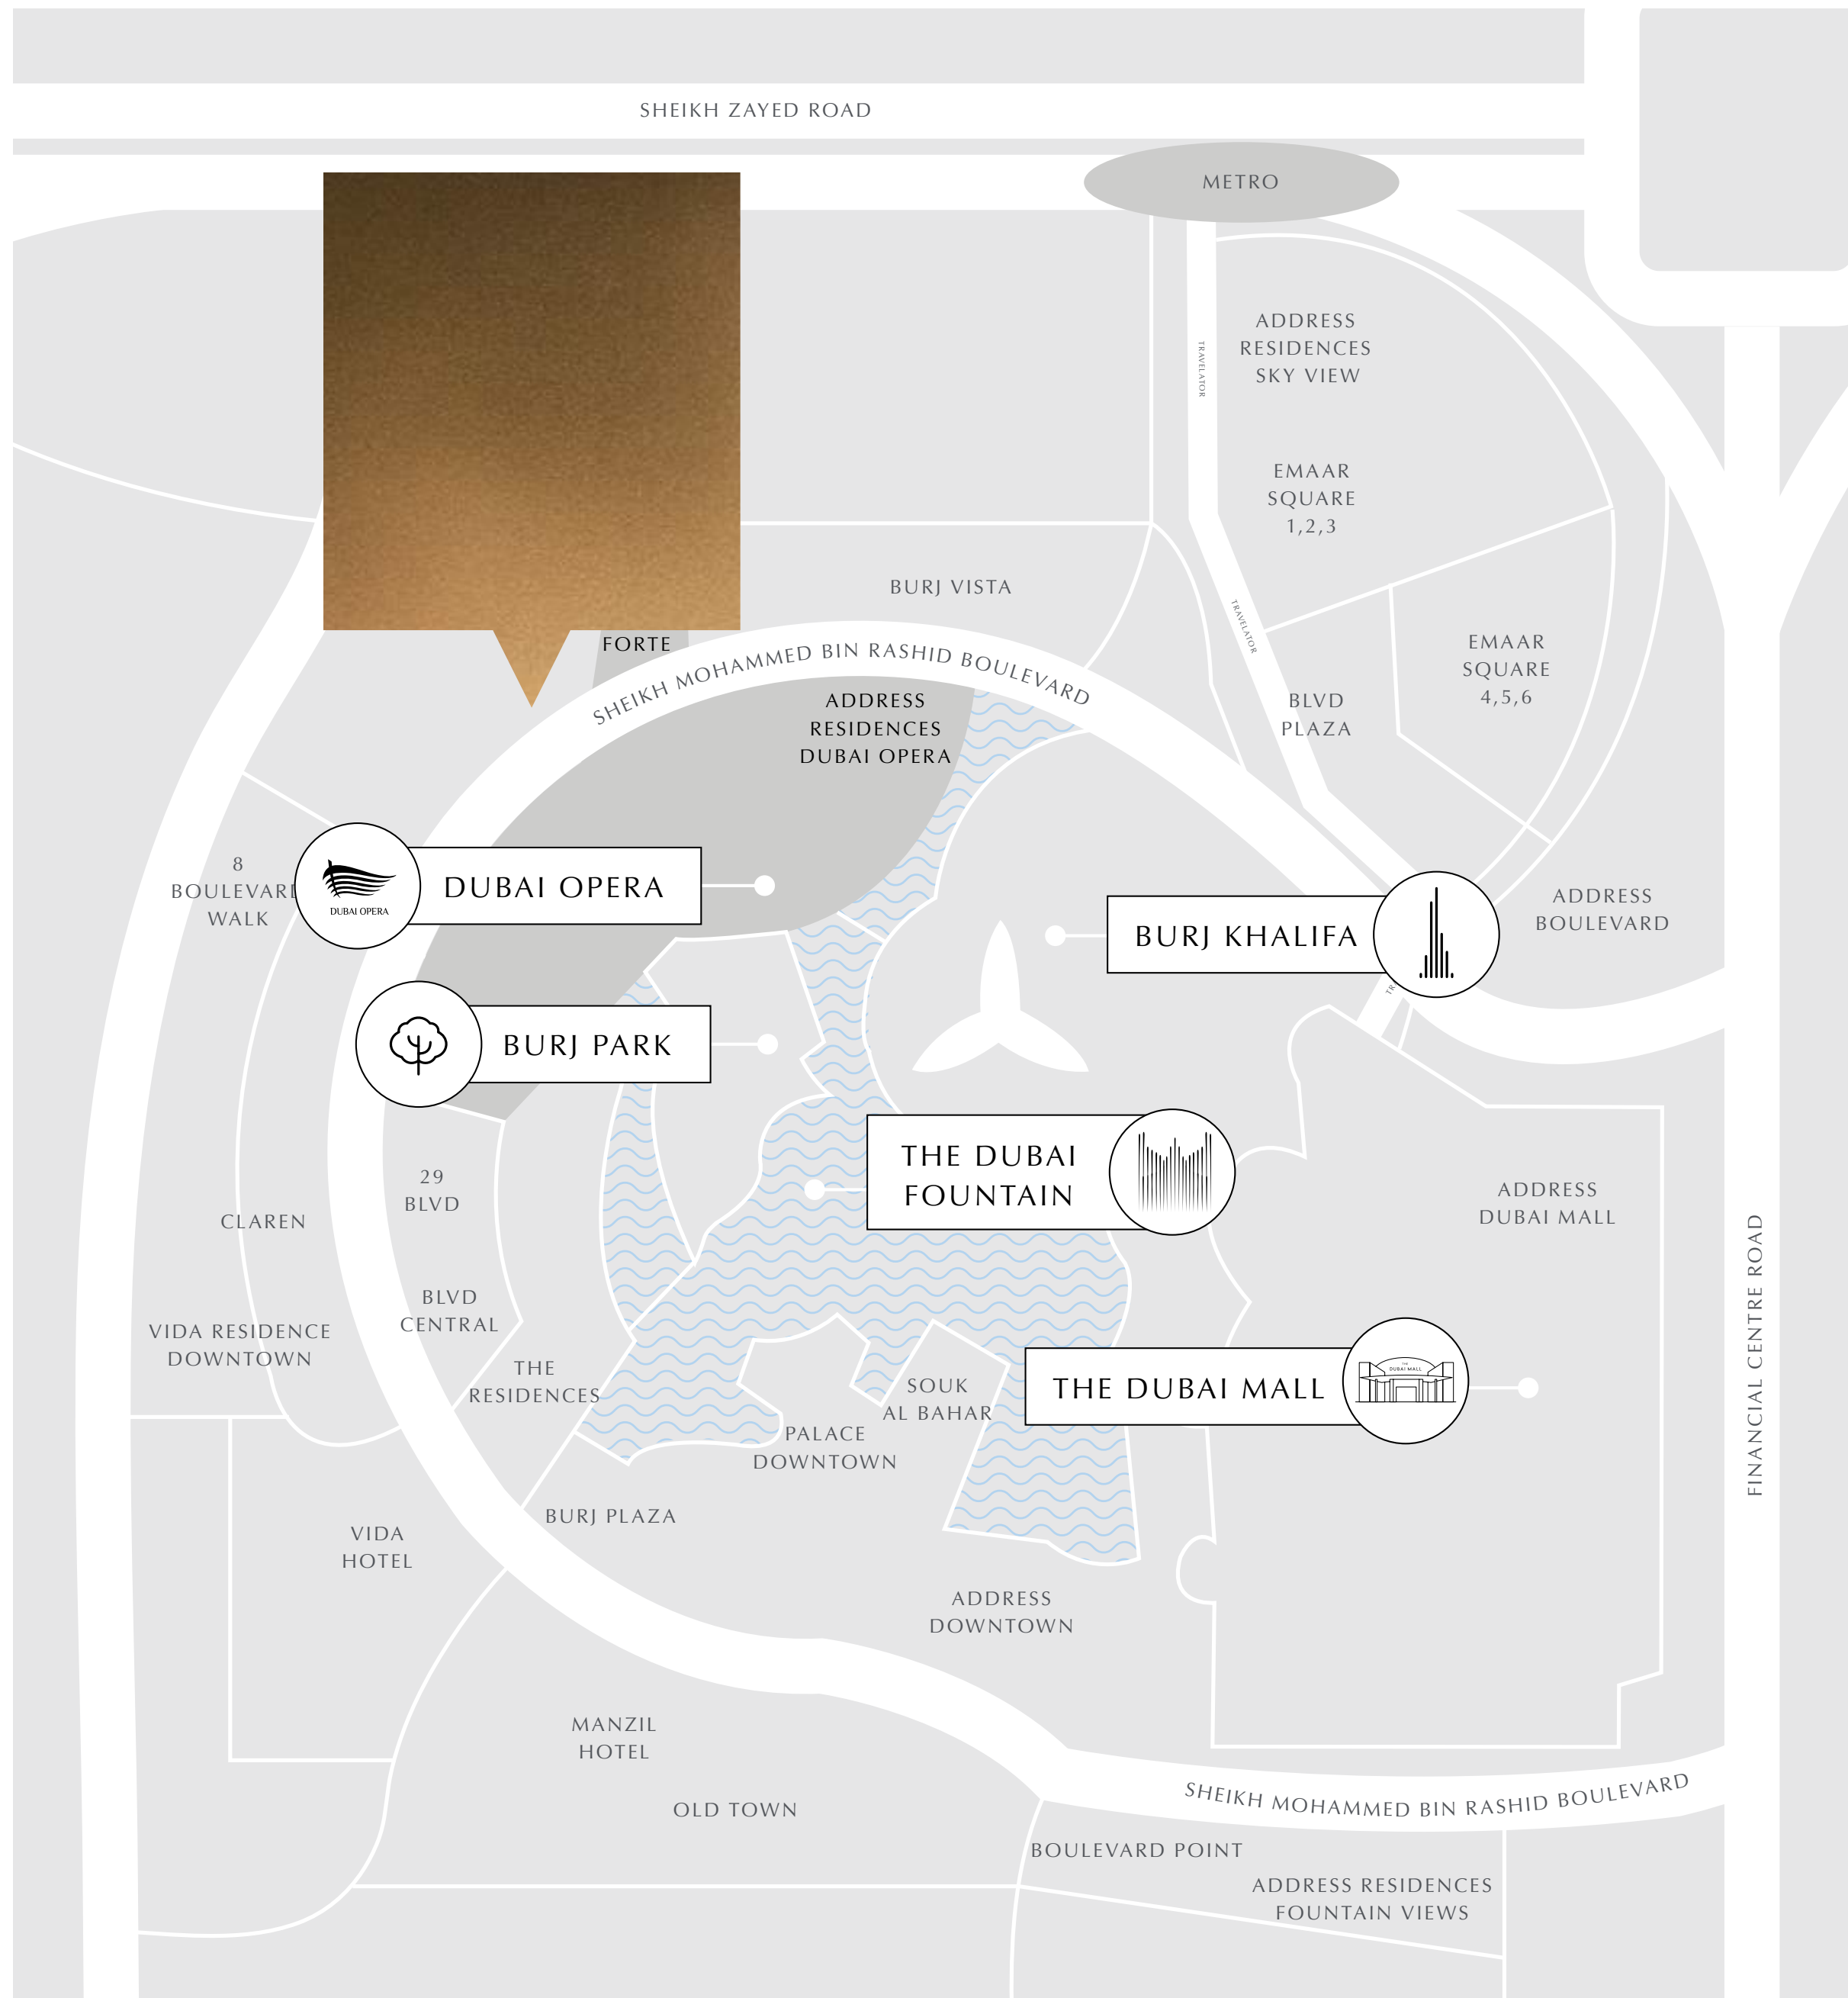 SHEIKH ZAYED ROAD
METRO
TRAVELATOR
ADDRESS
RESIDENCES
SKY VIEW
EMAAR
SQUARE
1,2,3
BURJ VISTA
TRAVELATOR
FORTE
SHEIKH MOHAMMED BIN RASHID BOULEVARD
EMAAR
SQUARE
4,5,6
ADDRESS
RESIDENCES
DUBAI OPERA
BLVD
PLAZA
8
BOULEVARD
WALK
DUBAI OPERA
DUBAI OPERA
BURJ KHALIFA
ADDRESS
BOULEVARD
BURJ PARK
THE DUBAI
FOUNTAIN
29
BLVD
ADDRESS
DUBAI MALL
CLAREN
FINANCIAL CENTRE ROAD
BLVD
CENTRAL
VIDA RESIDENCE
DOWNTOWN
THE
RESIDENCES
SOUK
AL BAHAR
THE DUBAI MALL
THE
DUBAI MALL
PALACE
DOWNTOWN
BURJ PLAZA
VIDA
HOTEL
ADDRESS
DOWNTOWN
MANZIL
HOTEL
OLD TOWN
SHEIKH MOHAMMED BIN RASHID BOULEVARD
BOULEVARD POINT
ADDRESS RESIDENCES
FOUNTAIN VIEWS